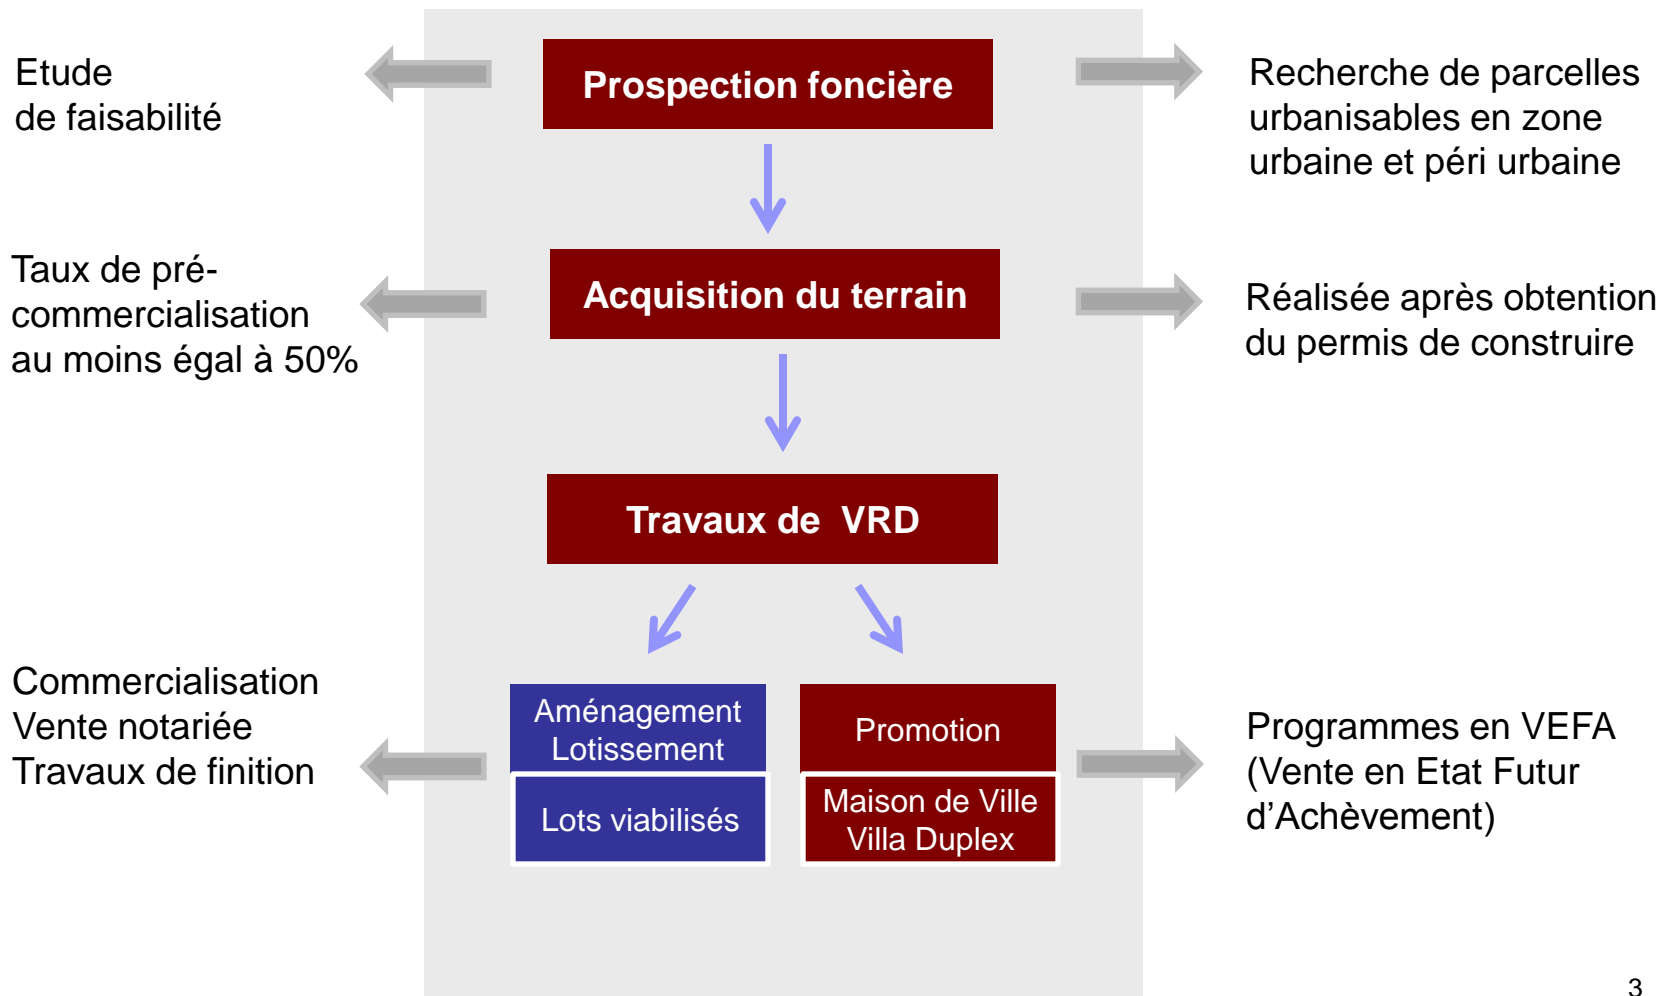 Etude
de faisabilité
Prospection foncière
Recherche de parcelles
urbanisables en zone
urbaine et péri urbaine
Taux de pré-
commercialisation
au moins égal à 50%
Acquisition du terrain
Réalisée après obtention
du permis de construire
Travaux de VRD
Commercialisation
Vente notariée
Travaux de finition
Aménagement
Lotissement
Lots viabilisés
Promotion
Maison de Ville
Villa Duplex
Programmes en VEFA
(Vente en Etat Futur
d’Achèvement)
3